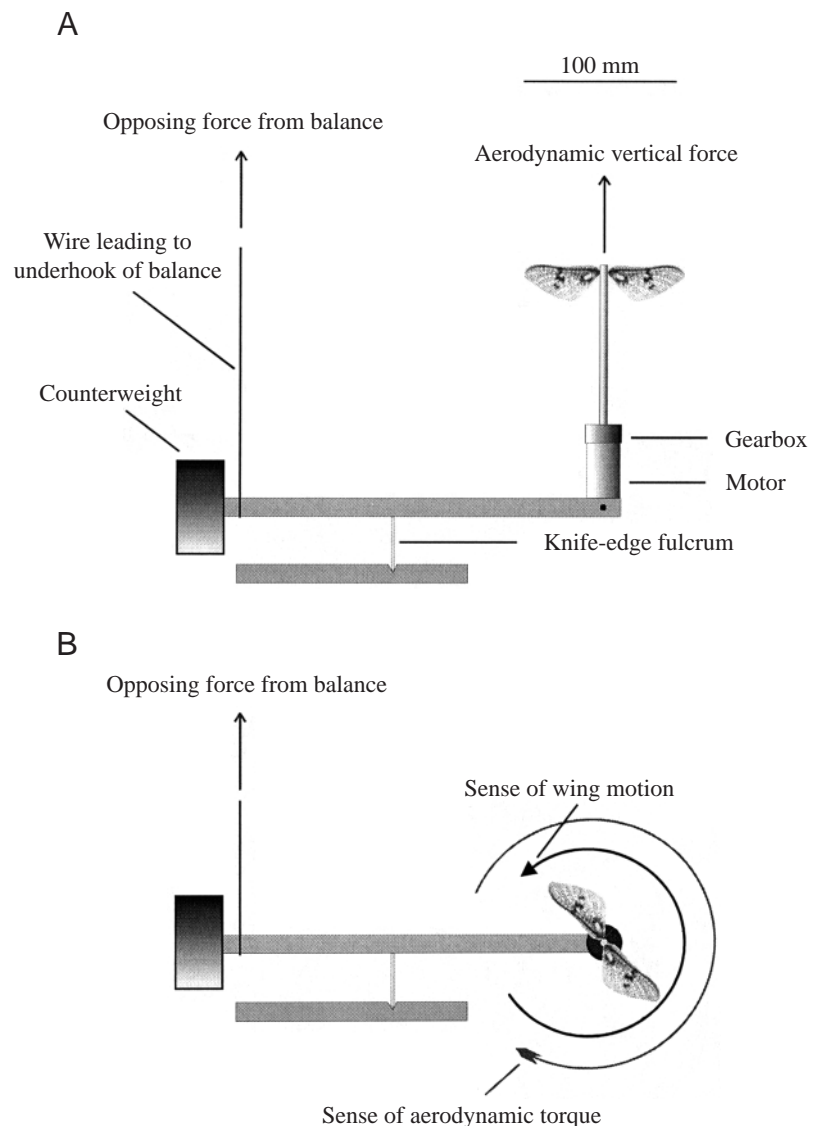 A
100 mm
Opposing force from balance
Aerodynamic vertical force
Wire leading to
underhook of balance
Counterweight
Gearbox
Motor
Knife-edge fulcrum
B
Opposing force from balance
Sense of wing motion
Sense of aerodynamic torque